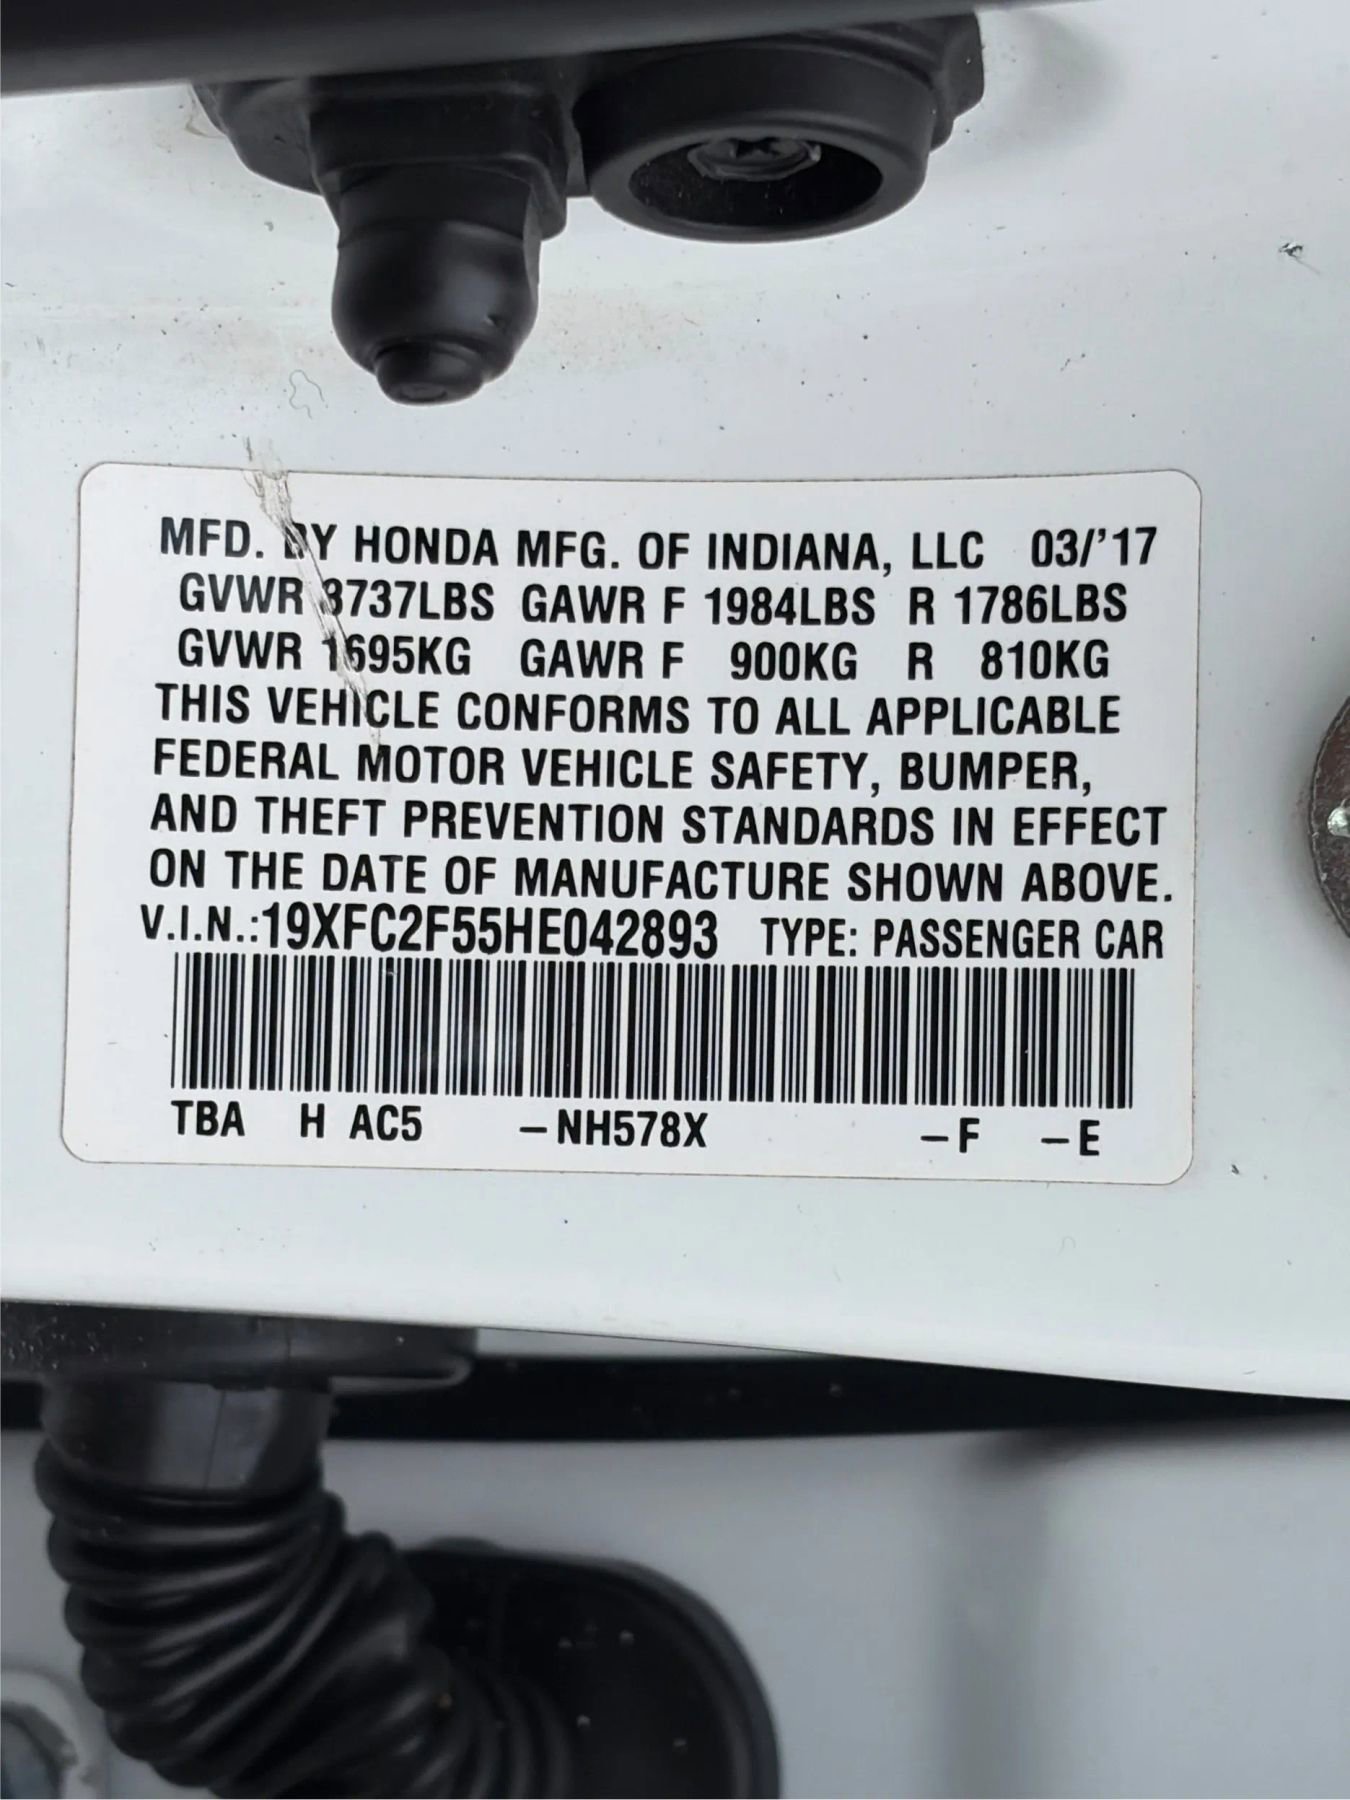 MFD. BY HONDA MFG. OF INDIANA, LLC 03/'17
GVWR 3737LBS GAWR F 1984LBS R 1786LBS
GVWR 1695KG GAWR F 900KG R 810KG
THIS VEHICLE CONFORMS TO ALL APPLICABLE
FEDERAL MOTOR VEHICLE SAFETY, BUMPER,
AND THEFT PREVENTION STANDARDS IN EFFECT
ON THE DATE OF MANUFACTURE SHOWN ABOVE.
V.I.N.:19XFC2F55HE042893 TYPE: PASSENGER CAR
TBA H AC5 –NH578X –F –E